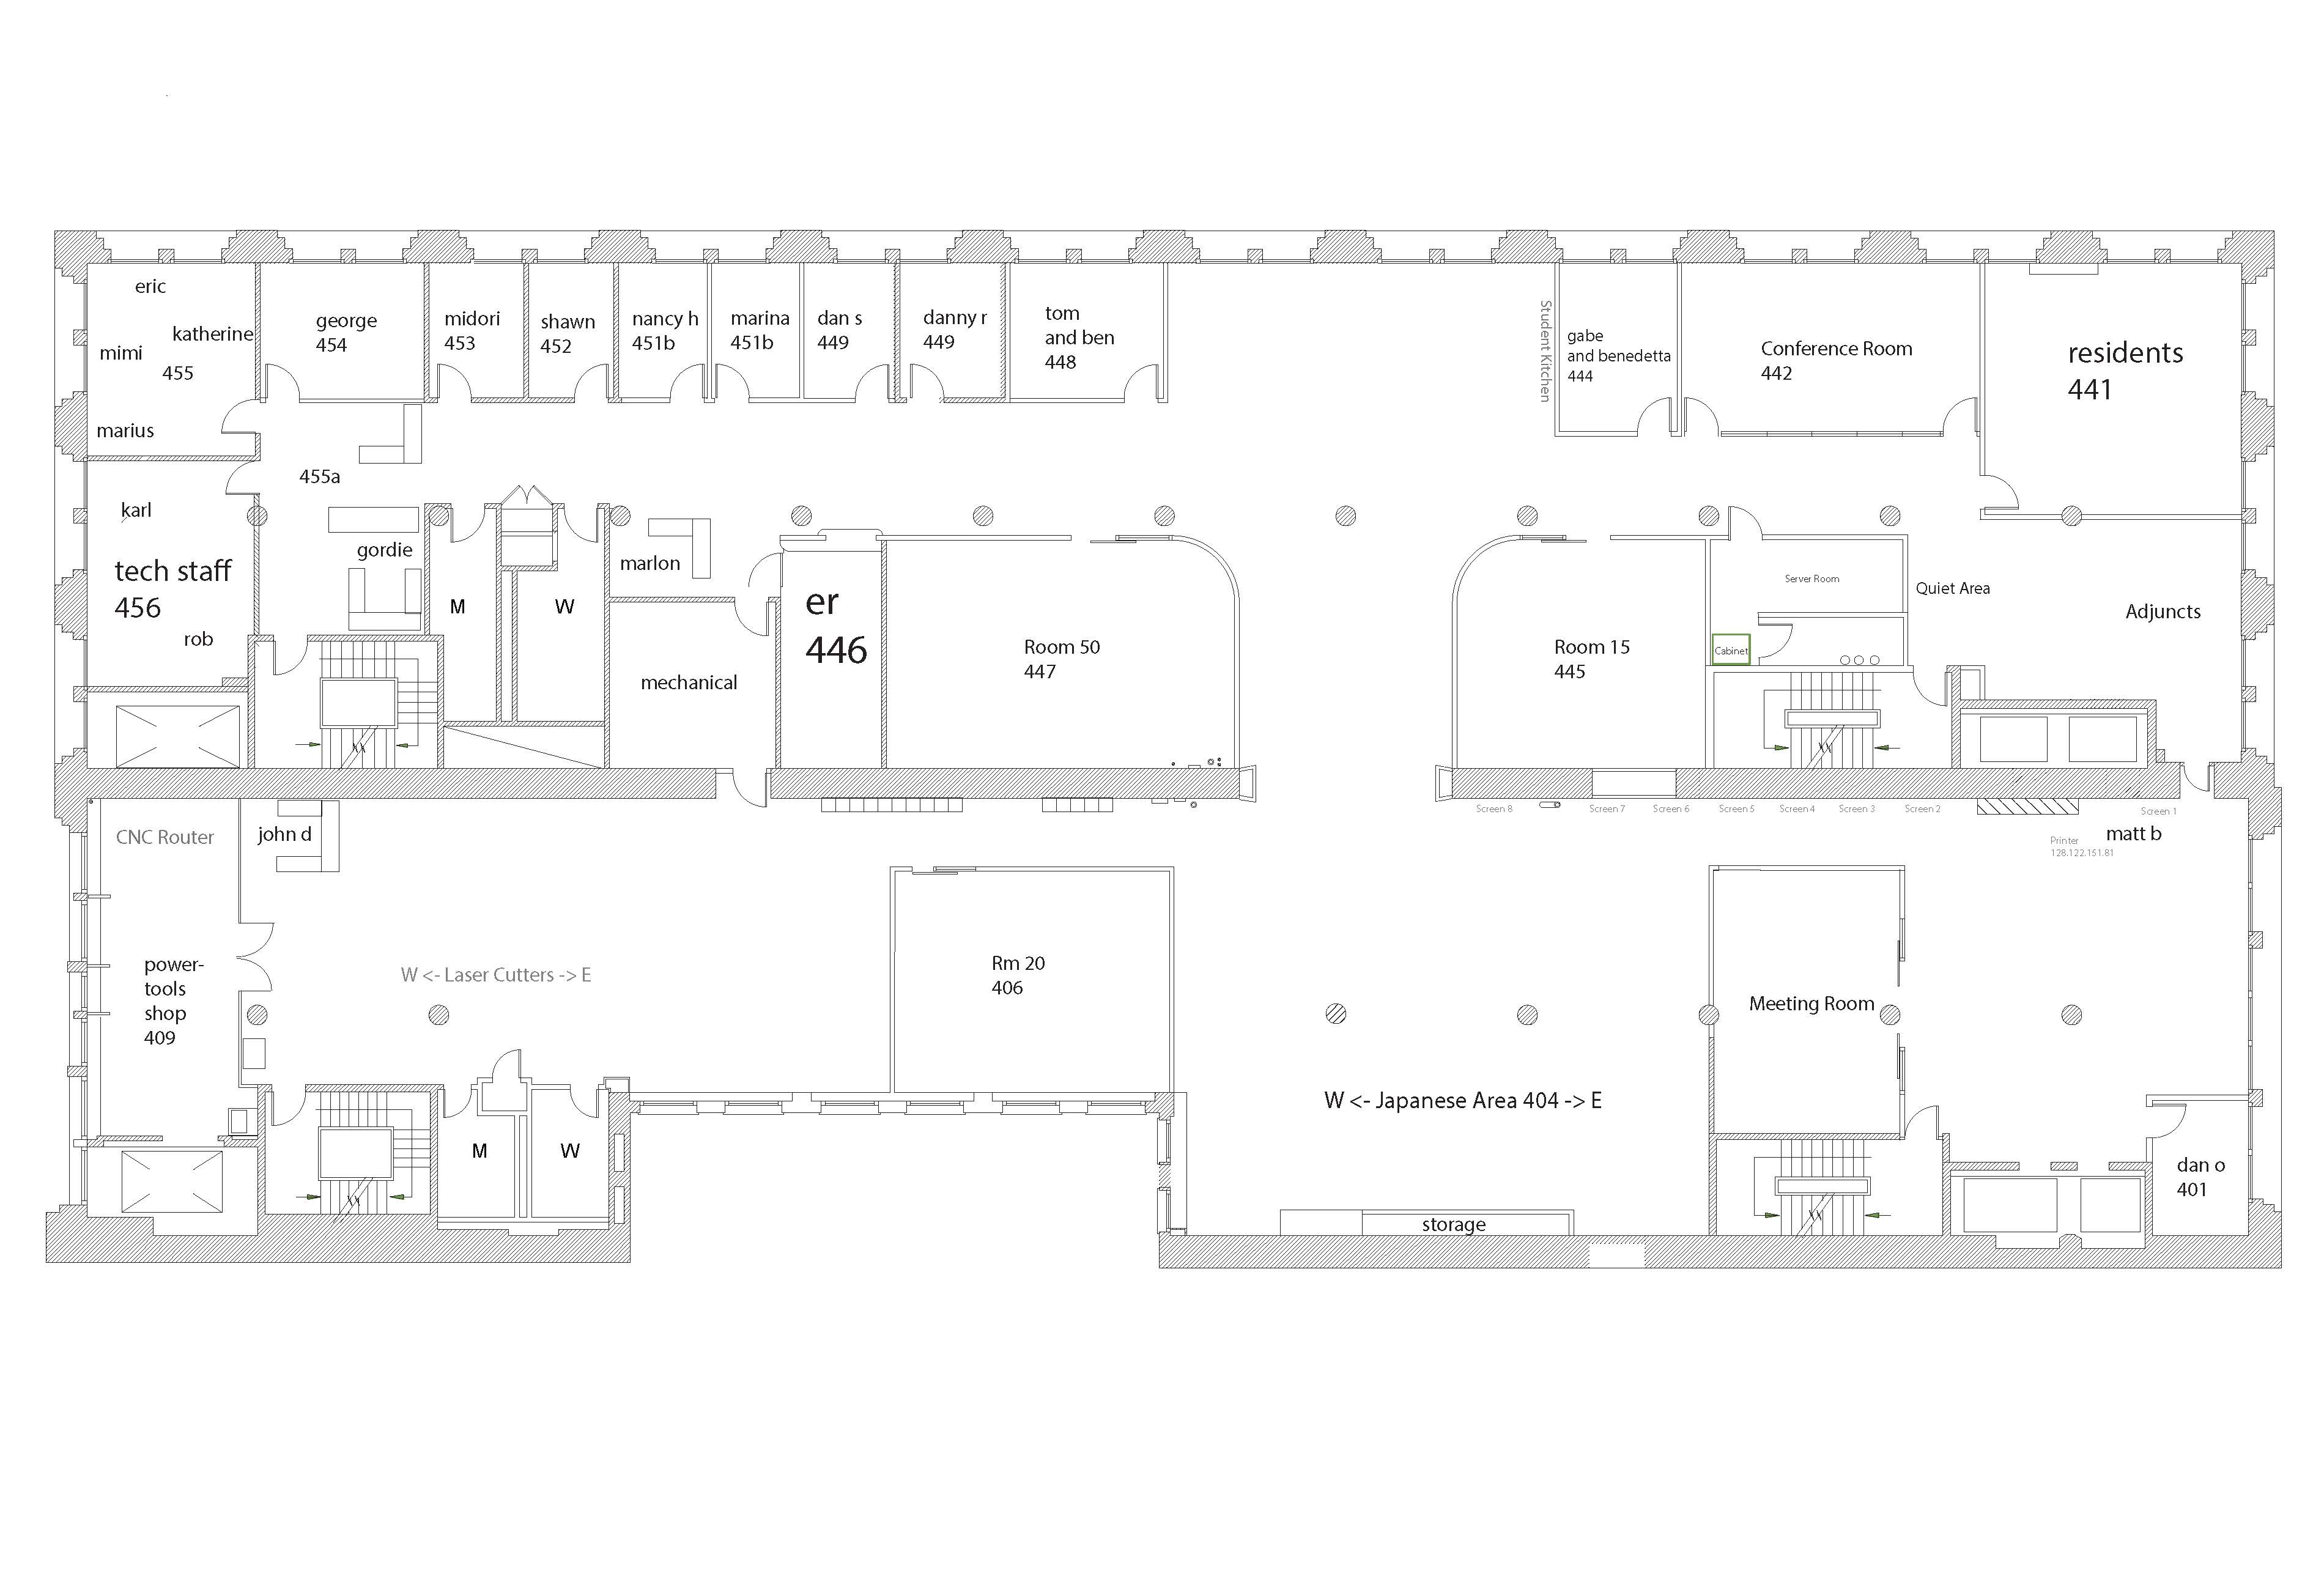 eric
katherine
mimi
455
marius
george
454
midori
453
shawn
452
nancy h
451b
marina
451b
dan s
449
danny r
449
tom
and ben
448
Student Kitchen
gabe
and benedetta
444
Conference Room
442
residents
441
455a
karl
tech staff
456
rob
gordie
M
W
marlon
mechanical
er
446
Room 50
447
Room 15
445
Server Room
Cabinet
Quiet Area
Adjuncts
Screen 8
Screen 7
Screen 6
Screen 5
Screen 4
Screen 3
Screen 2
Screen 1
Printer
128.122.151.81
matt b
CNC Router
john d
power-
tools
shop
409
W <- Laser Cutters -> E
Rm 20
406
Meeting Room
W <- Japanese Area 404 -> E
M
W
storage
dan o
401